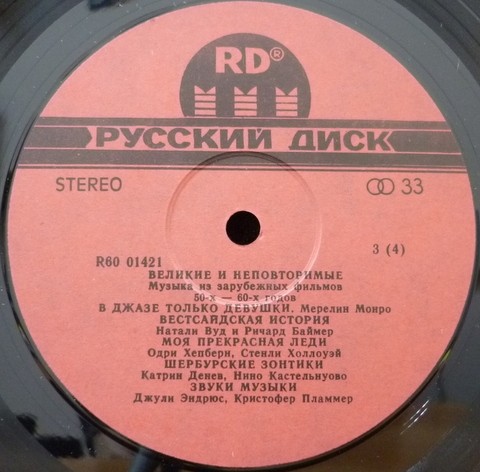 RD®
РУССКИЙ ДИСК
STEREO 33
R60 01421 3 (4)
ВЕЛИКИЕ И НЕПОВТОРИМЫЕ
Музыка из зарубежных фильмов
50-х — 60-х годов
В ДЖАЗЕ ТОЛЬКО ДЕВУШКИ. Мерелин Монро
ВЕСТСАЙДСКАЯ ИСТОРИЯ
Натали Вуд и Ричард Баймер
МОЯ ПРЕКРАСНАЯ ЛЕДИ
Одри Хепберн, Стенли Холлоуэй
ШЕРБУРСКИЕ ЗОНТИКИ
Катрин Денев, Нино Кастельнуово
ЗВУКИ МУЗЫКИ
Джули Эндрюс, Кристофер Пламмер